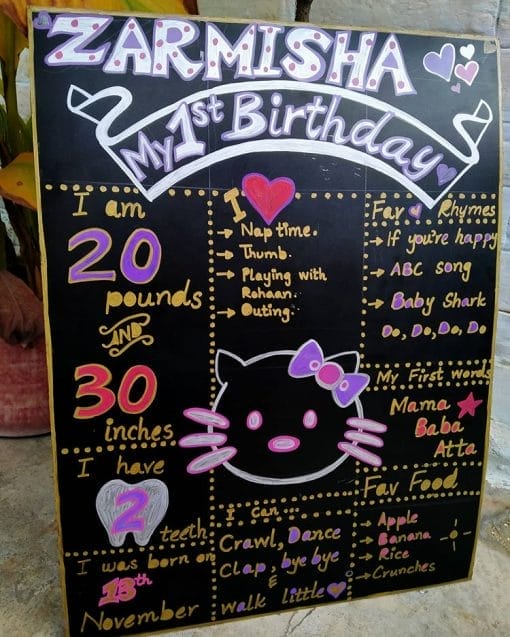 ZARMISHA
My 1st Birthday
I am
20
pounds
AND
30
inches
I have
2
teeth
I was born on
13th
November
I
→ Nap time.
→ Thumb.
→ Playing with
Rohaan.
→ Outing.
I can...
Crawl, Dance
Clap, bye bye
&
Walk little
Fav Rhymes
→ If you're happy
→ ABC song
→ Baby Shark
Do, Do, Do, Do
My First words
Mama
Baba
Atta
Fav Food
→ Apple
→ Banana
→ Rice
→ Crunches